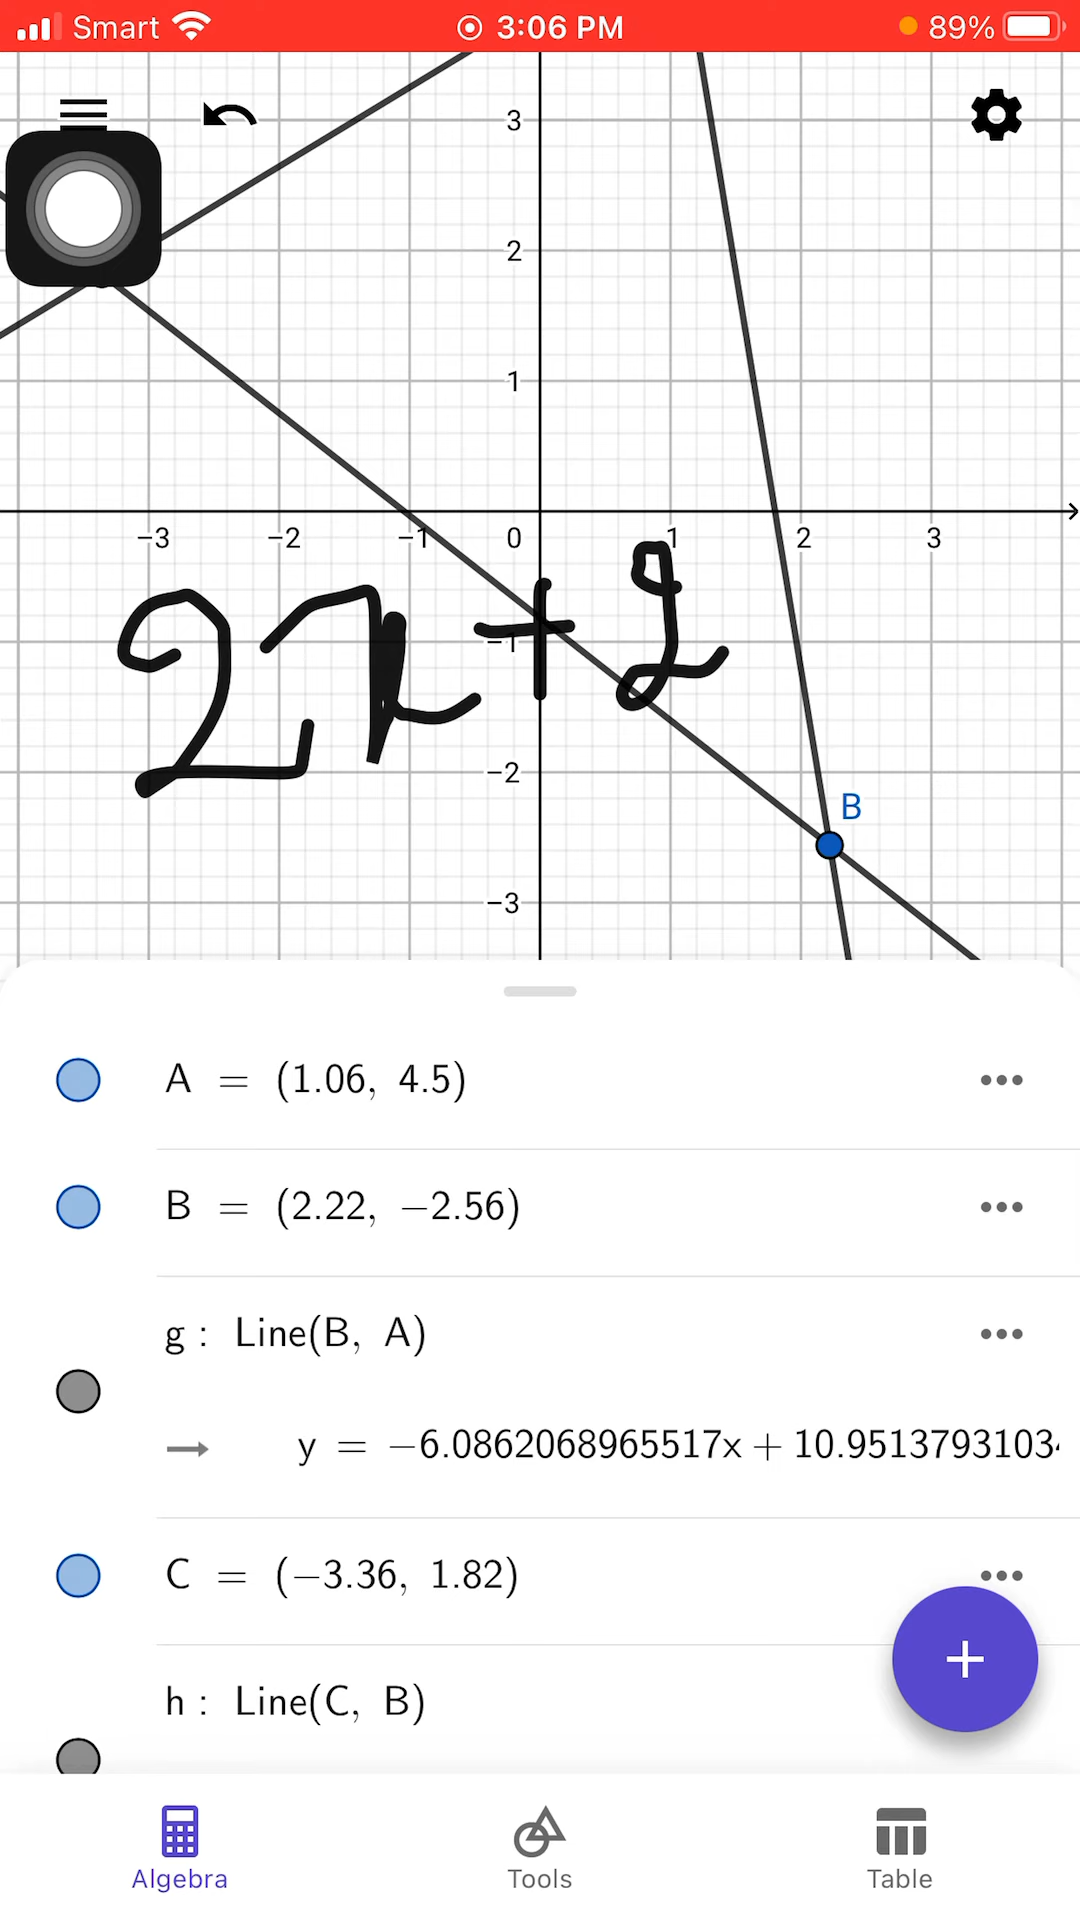 Smart 3:06 PM 89%
3
2
1
−3 −2 −1 0 1 2 3
−1
−2
B
−3
A = (1.06, 4.5)
B = (2.22, −2.56)
g : Line(B, A)
→ y = −6.0862068965517x + 10.9513793103
C = (−3.36, 1.82)
+
h : Line(C, B)
Algebra Tools Table